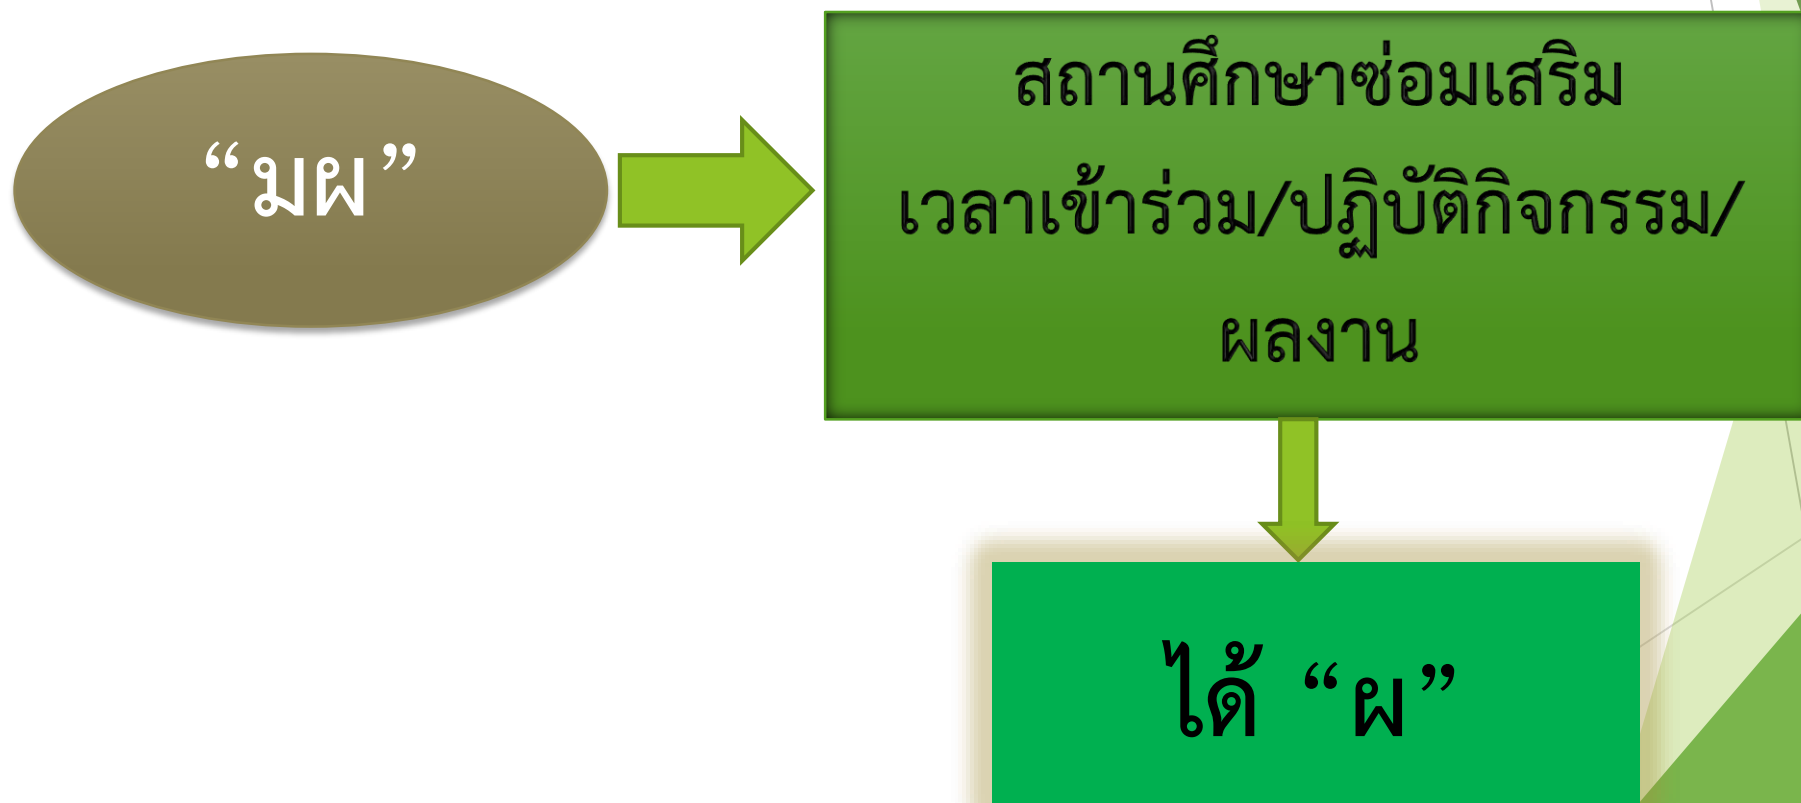 “มผ”
สถานศึกษาซ่อมเสริม
เวลาเข้าร่วม/ปฏิบัติกิจกรรม/
ผลงาน
ได้ “ผ”